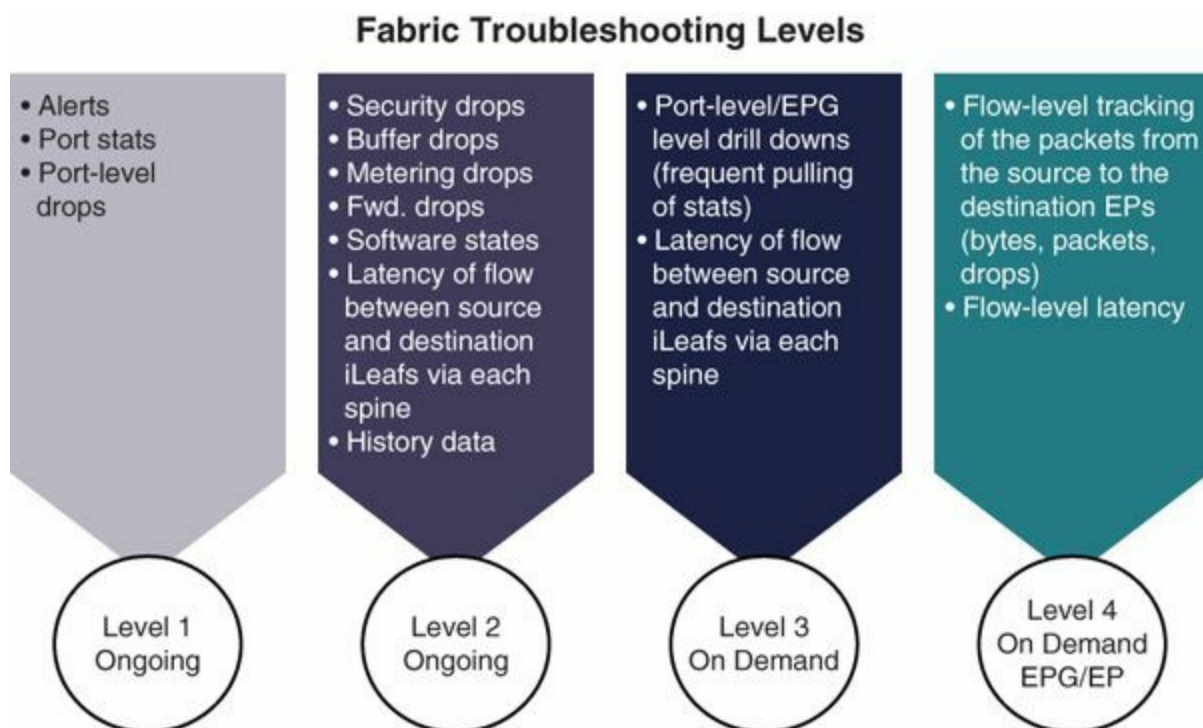 Fabric Troubleshooting Levels
• Alerts
• Port stats
• Port-level
drops
Level 1
Ongoing
• Security drops
• Buffer drops
• Metering drops
• Fwd. drops
• Software states
• Latency of flow
between source
and destination
iLeafs via each
spine
• History data
Level 2
Ongoing
• Port-level/EPG
level drill downs
(frequent pulling
of stats)
• Latency of flow
between source
and destination
iLeafs via each
spine
Level 3
On Demand
• Flow-level tracking
of the packets from
the source to the
destination EPs
(bytes, packets,
drops)
• Flow-level latency
Level 4
On Demand
EPG/EP